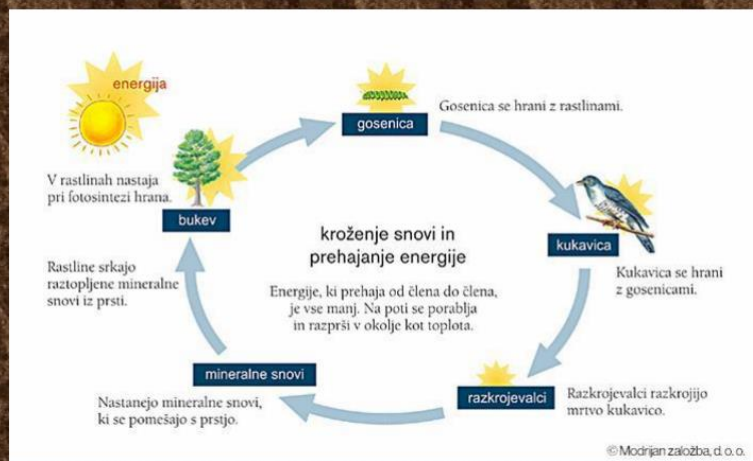 energija
gosenica
Gosenica se hrani z rastlinami.
V rastlinah nastaja
pri fotosintezi hrana.
bukev
kroženje snovi in
prehajanje energije
kukavica
Rastline srkajo
raztopljene mineralne
snovi iz prsti.
Energije, ki prehaja od člena do člena,
je vse manj. Na poti se porablja
in razprši v okolje kot toplota.
Kukavica se hrani
z gosenicami.
mineralne snovi
Nastanejo mineralne snovi,
ki se pomešajo s prstjo.
razkrojevalci
Razkrojevalci razkrojijo
mrtvo kukavico.
© Modrijan založba, d. o. o.